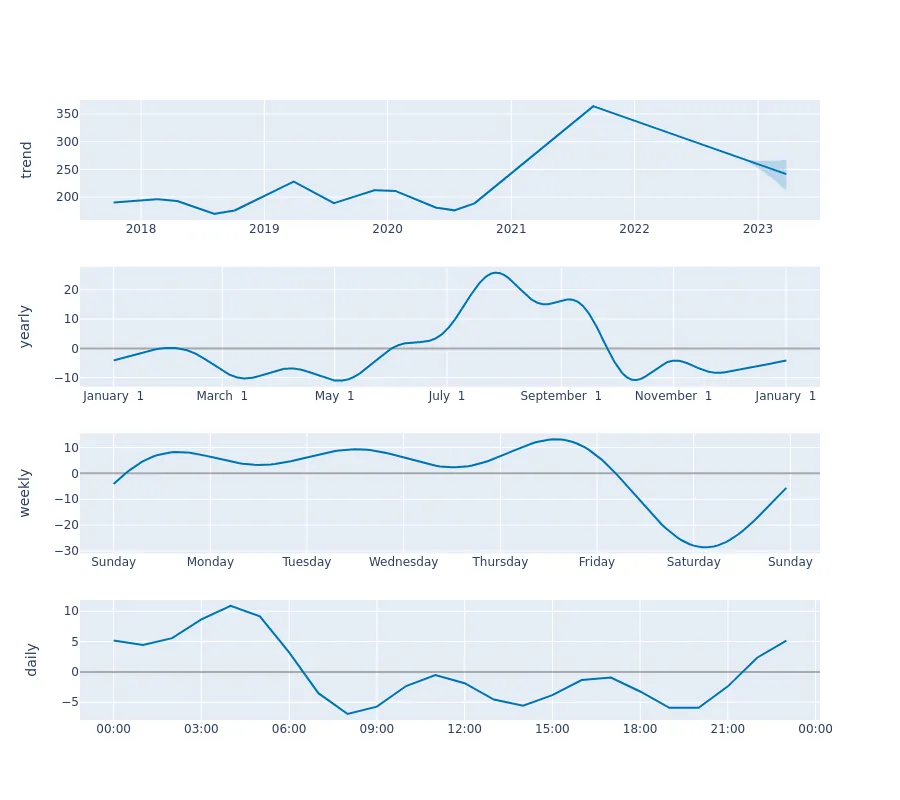 trend
350
300
250
200
2018 2019 2020 2021 2022 2023
yearly
20
10
0
−10
January 1 March 1 May 1 July 1 September 1 November 1 January 1
weekly
10
0
−10
−20
−30
Sunday Monday Tuesday Wednesday Thursday Friday Saturday Sunday
daily
10
5
0
−5
00:00 03:00 06:00 09:00 12:00 15:00 18:00 21:00 00:00